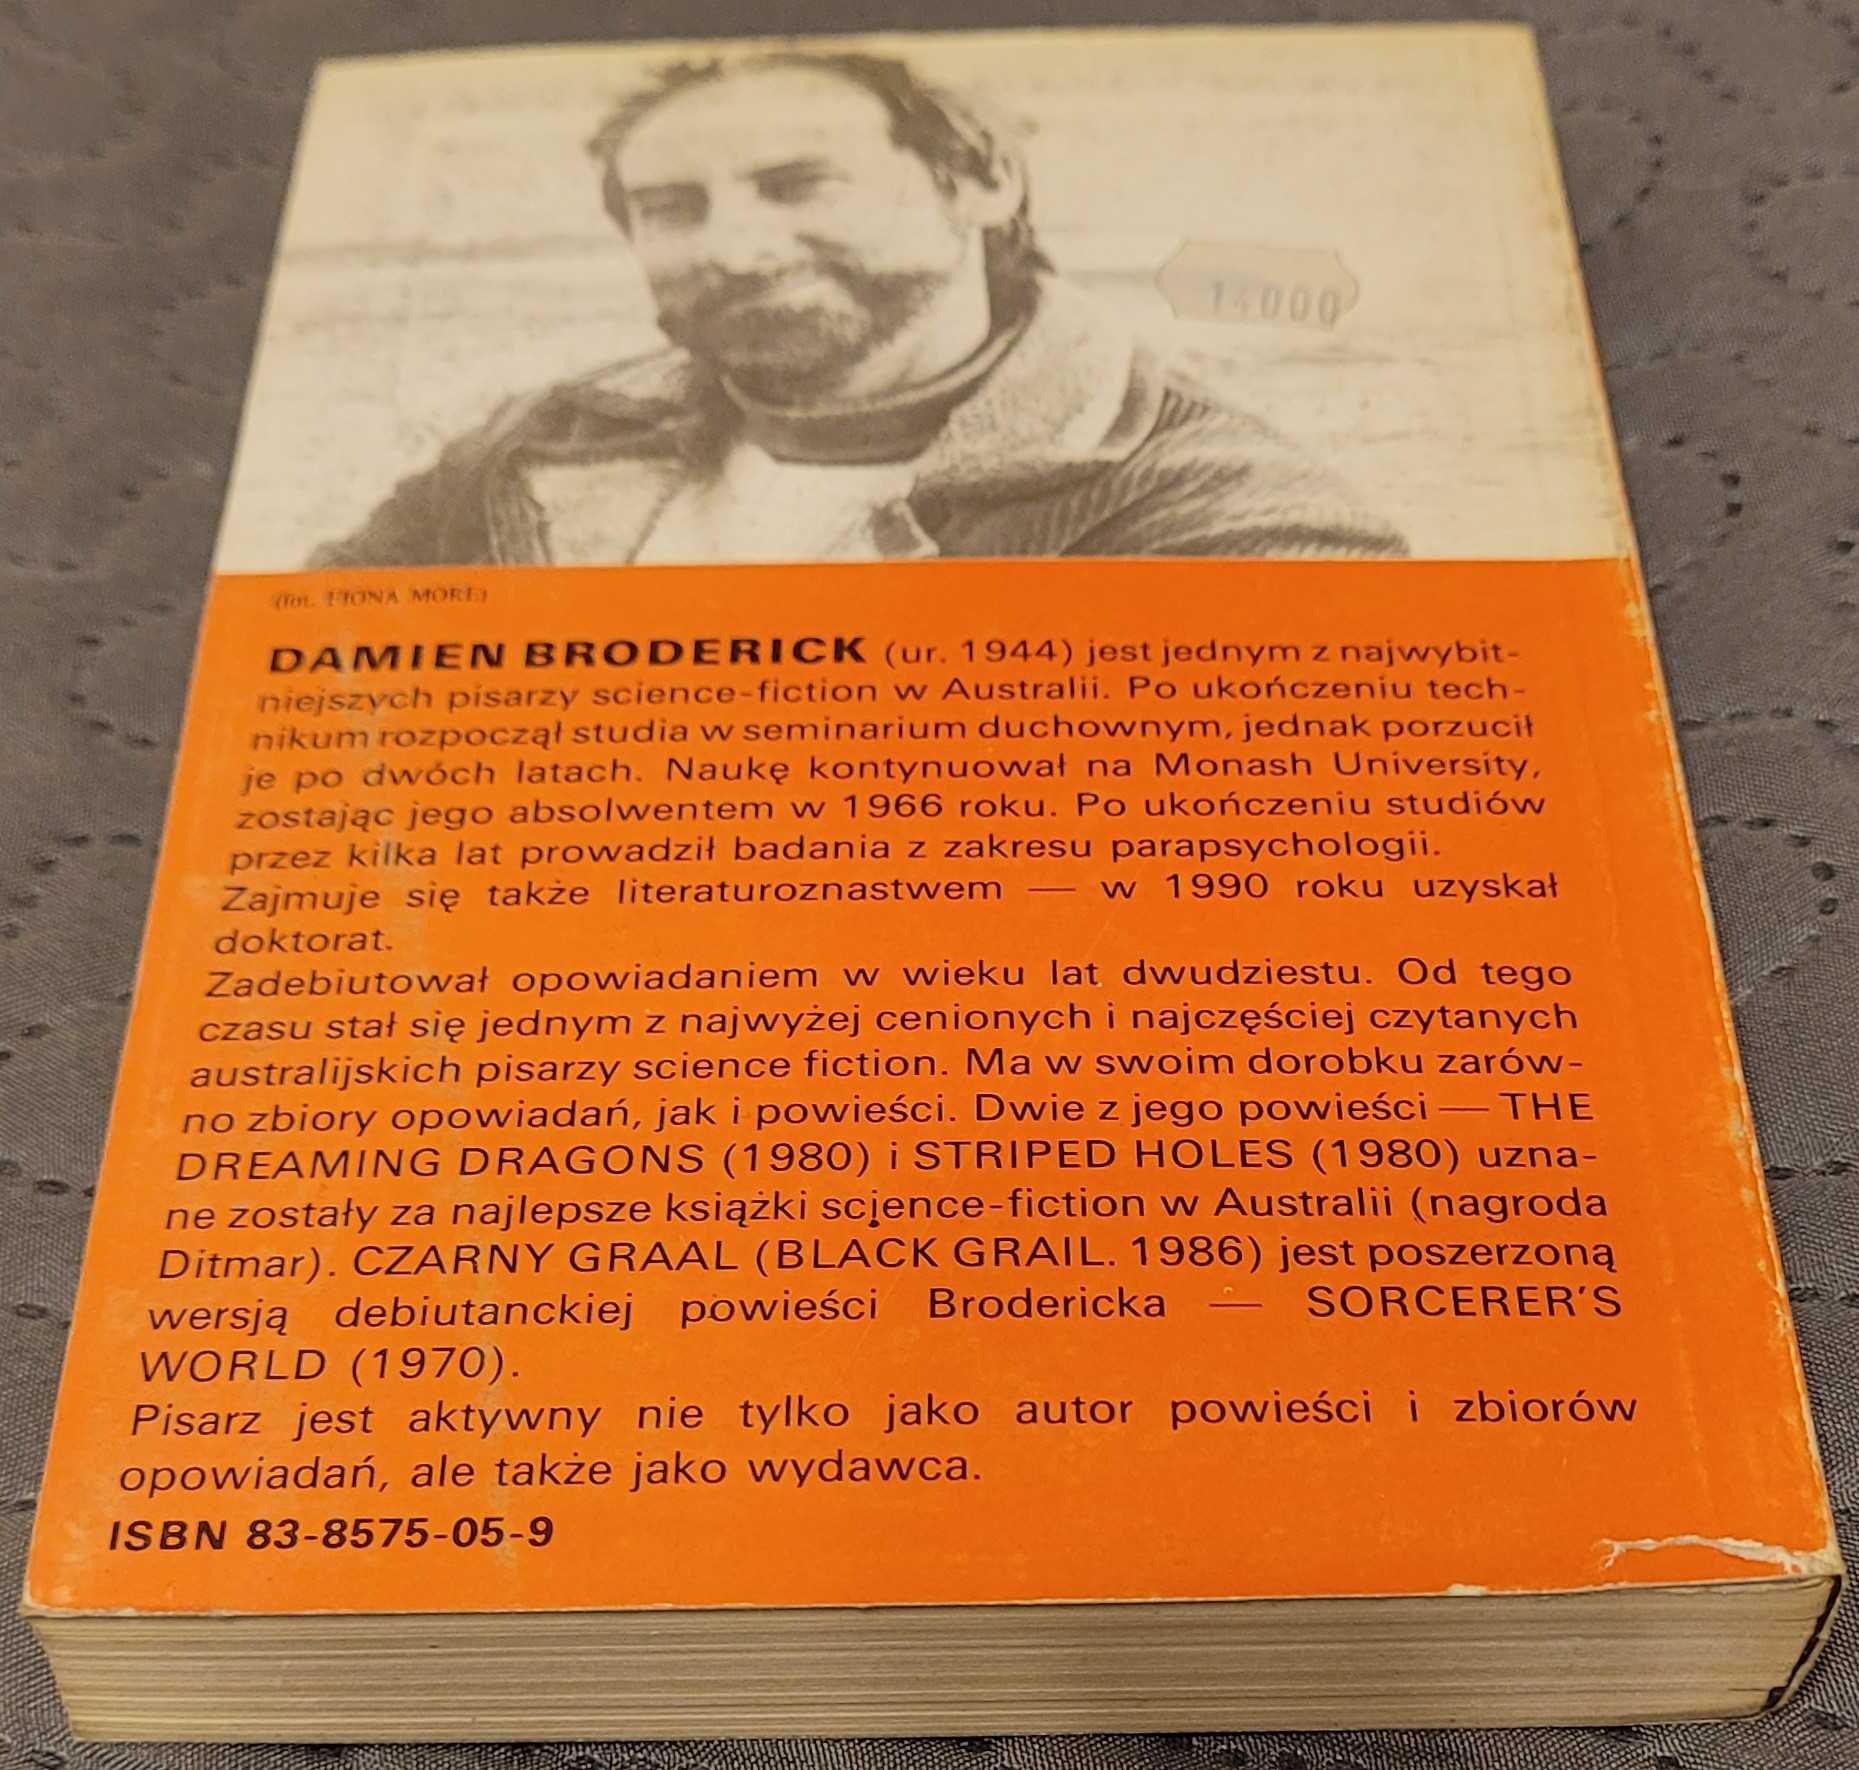 14000
(fot. FIONA MORE)
DAMIEN BRODERICK (ur. 1944) jest jednym z najwybit-
niejszych pisarzy science-fiction w Australii. Po ukończeniu tech-
nikum rozpoczął studia w seminarium duchownym, jednak porzucił
je po dwóch latach. Naukę kontynuował na Monash University,
zostając jego absolwentem w 1966 roku. Po ukończeniu studiów
przez kilka lat prowadził badania z zakresu parapsychologii.
Zajmuje się także literaturoznastwem — w 1990 roku uzyskał
doktorat.
Zadebiutował opowiadaniem w wieku lat dwudziestu. Od tego
czasu stał się jednym z najwyżej cenionych i najczęściej czytanych
australijskich pisarzy science fiction. Ma w swoim dorobku zarów-
no zbiory opowiadań, jak i powieści. Dwie z jego powieści — THE
DREAMING DRAGONS (1980) i STRIPED HOLES (1980) uzna-
ne zostały za najlepsze książki science-fiction w Australii (nagroda
Ditmar). CZARNY GRAAL (BLACK GRAIL. 1986) jest poszerzoną
wersją debiutanckiej powieści Brodericka — SORCERER'S
WORLD (1970).
Pisarz jest aktywny nie tylko jako autor powieści i zbiorów
opowiadań, ale także jako wydawca.
ISBN 83-8575-05-9